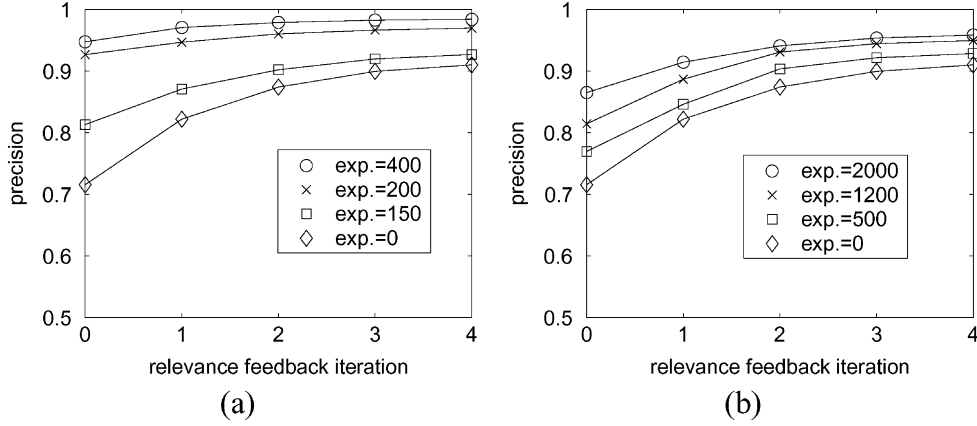 1
0.9
0.8
0.7
0.6
0.5
precision
exp.=400
exp.=200
exp.=150
exp.=0
0 1 2 3 4
relevance feedback iteration
(a)
1
0.9
0.8
0.7
0.6
0.5
precision
exp.=2000
exp.=1200
exp.=500
exp.=0
0 1 2 3 4
relevance feedback iteration
(b)